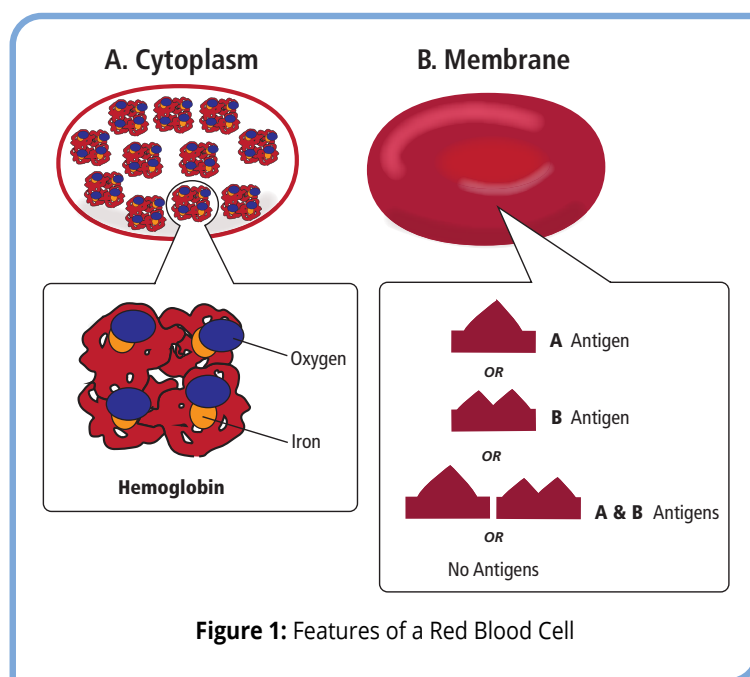 A. Cytoplasm
B. Membrane
Oxygen
Iron
Hemoglobin
A Antigen
OR
B Antigen
OR
A & B Antigens
OR
No Antigens
Figure 1: Features of a Red Blood Cell